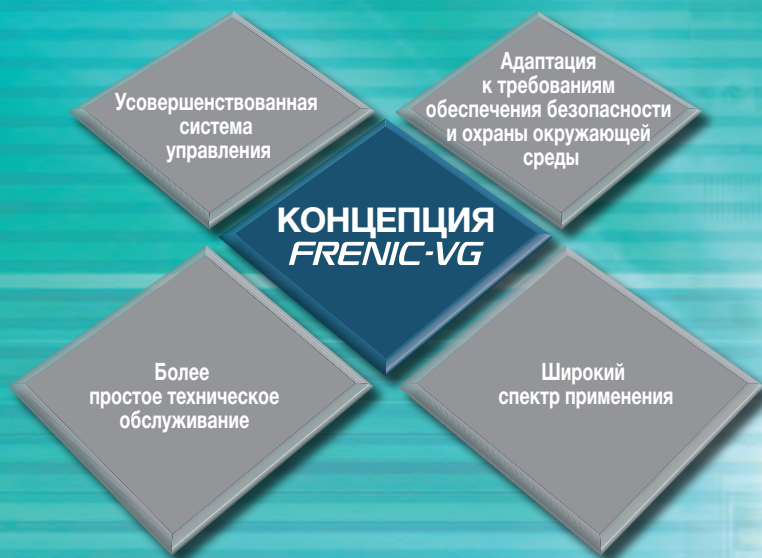 Усовершенствованная
система
управления
Адаптация
к требованиям
обеспечения безопасности
и охраны окружающей
среды
КОНЦЕПЦИЯ
FRENIC-VG
Более
простое техническое
обслуживание
Широкий
спектр применения